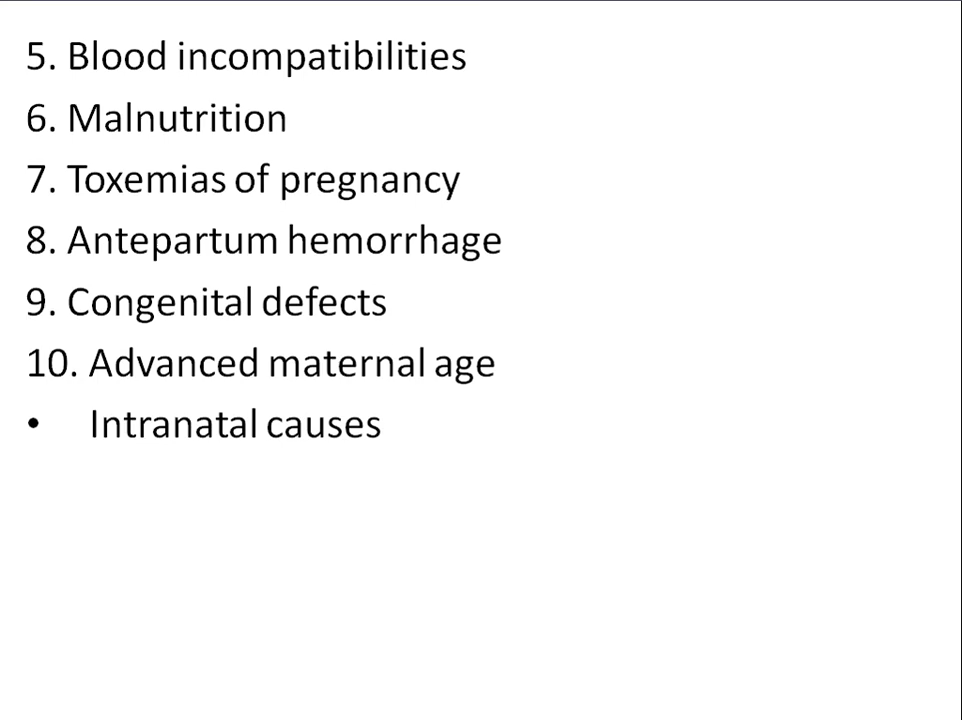 5. Blood incompatibilities
6. Malnutrition
7. Toxemias of pregnancy
8. Antepartum hemorrhage
9. Congenital defects
10. Advanced maternal age
• Intranatal causes